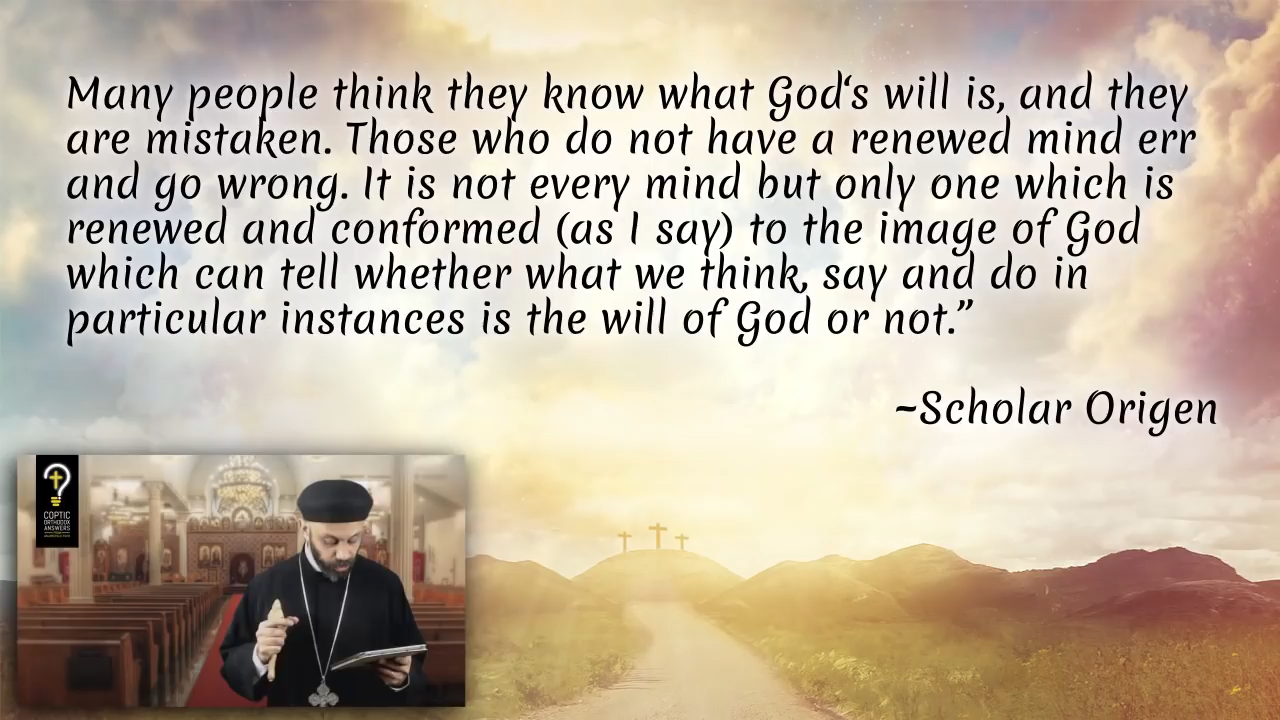 Many people think they know what God‘s will is, and they
are mistaken. Those who do not have a renewed mind err
and go wrong. It is not every mind but only one which is
renewed and conformed (as I say) to the image of God
which can tell whether what we think, say and do in
particular instances is the will of God or not.”
~Scholar Origen
COPTIC
ORTHODOX
ANSWERS